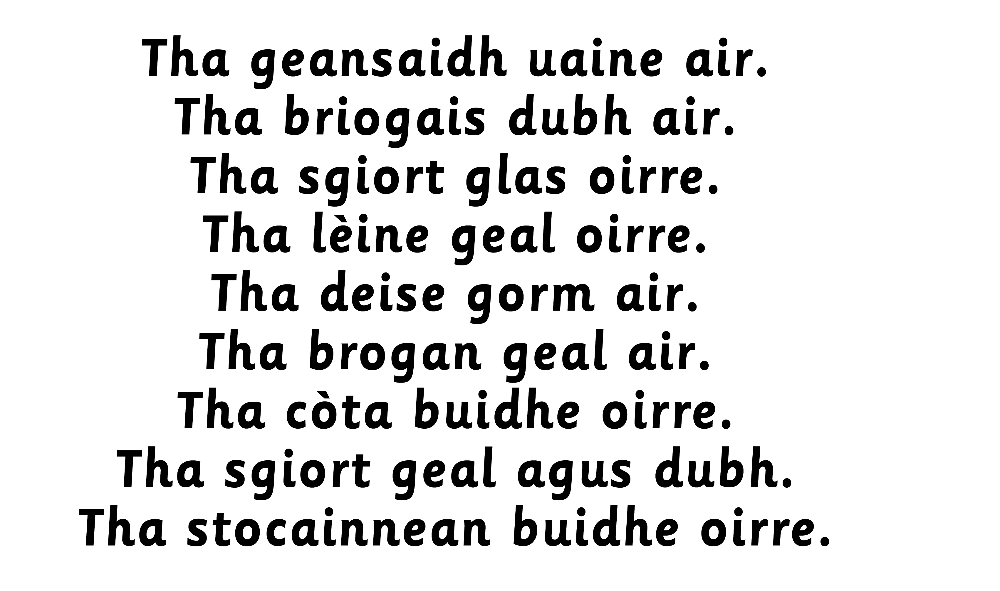 Tha geansaidh uaine air.
Tha briogais dubh air.
Tha sgiort glas oirre.
Tha lèine geal oirre.
Tha deise gorm air.
Tha brogan geal air.
Tha còta buidhe oirre.
Tha sgiort geal agus dubh.
Tha stocainnean buidhe oirre.